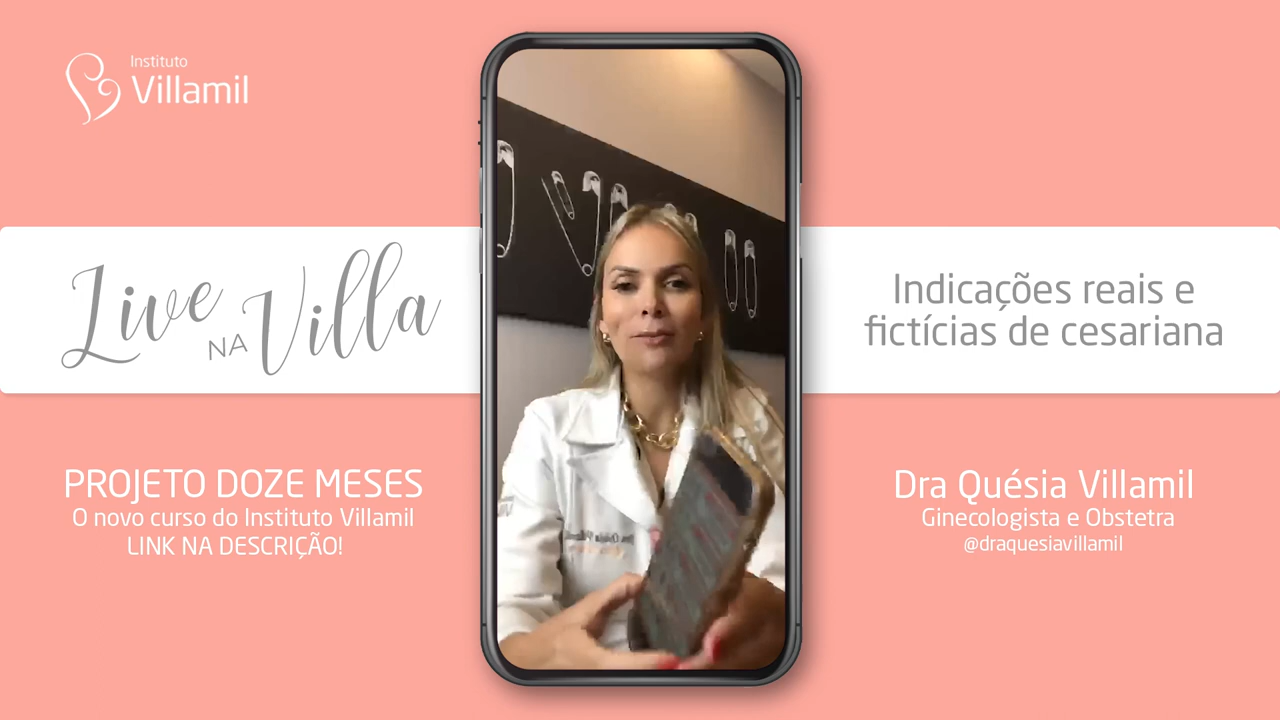 Instituto
Villamil
Live NA Villa
Indicações reais e
fictícias de cesariana
PROJETO DOZE MESES
O novo curso do Instituto Villamil
LINK NA DESCRIÇÃO!
Dra Quésia Villamil
Ginecologista e Obstetra
@draquesiavillamil